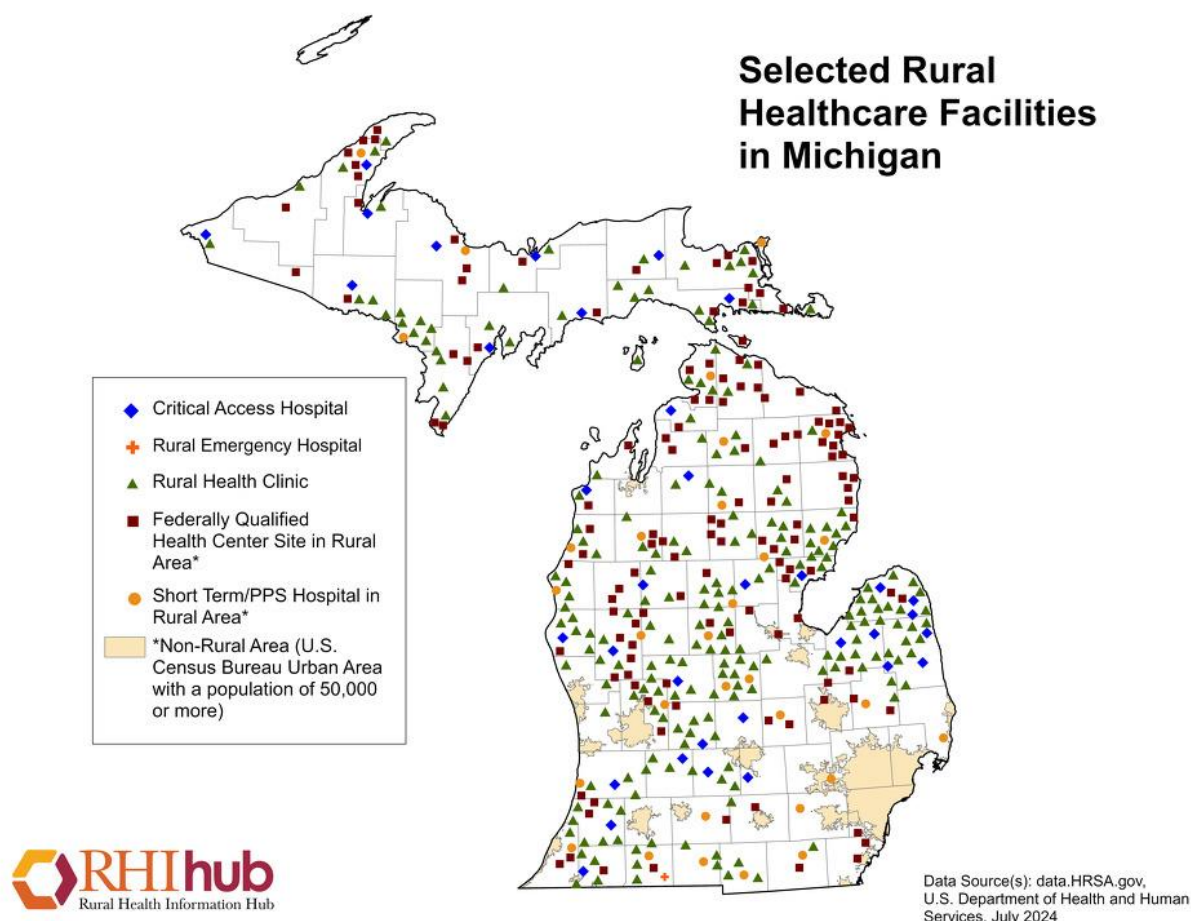 Selected Rural
Healthcare Facilities
in Michigan
Critical Access Hospital
Rural Emergency Hospital
Rural Health Clinic
Federally Qualified
Health Center Site in Rural
Area*
Short Term/PPS Hospital in
Rural Area*
*Non-Rural Area (U.S.
Census Bureau Urban Area
with a population of 50,000
or more)
RHIhub
Rural Health Information Hub
Data Source(s): data.HRSA.gov,
U.S. Department of Health and Human
Services, July 2024